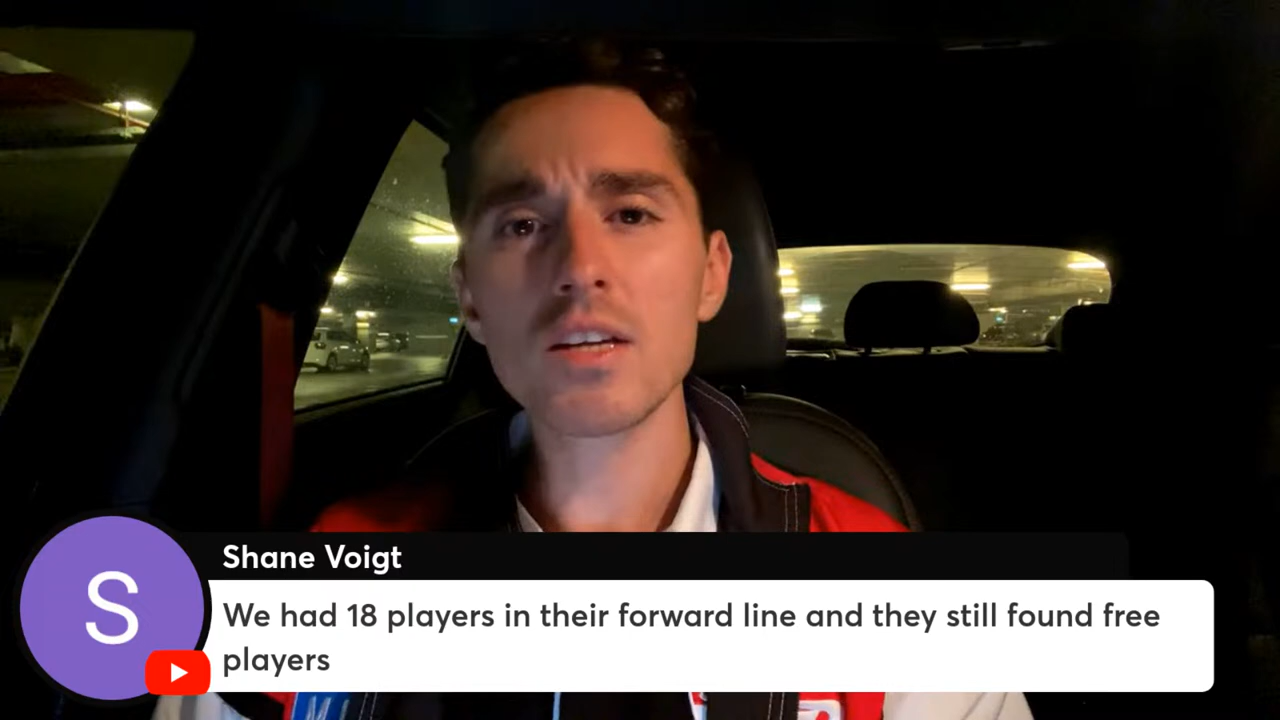 Shane Voigt
S
We had 18 players in their forward line and they still found free
players